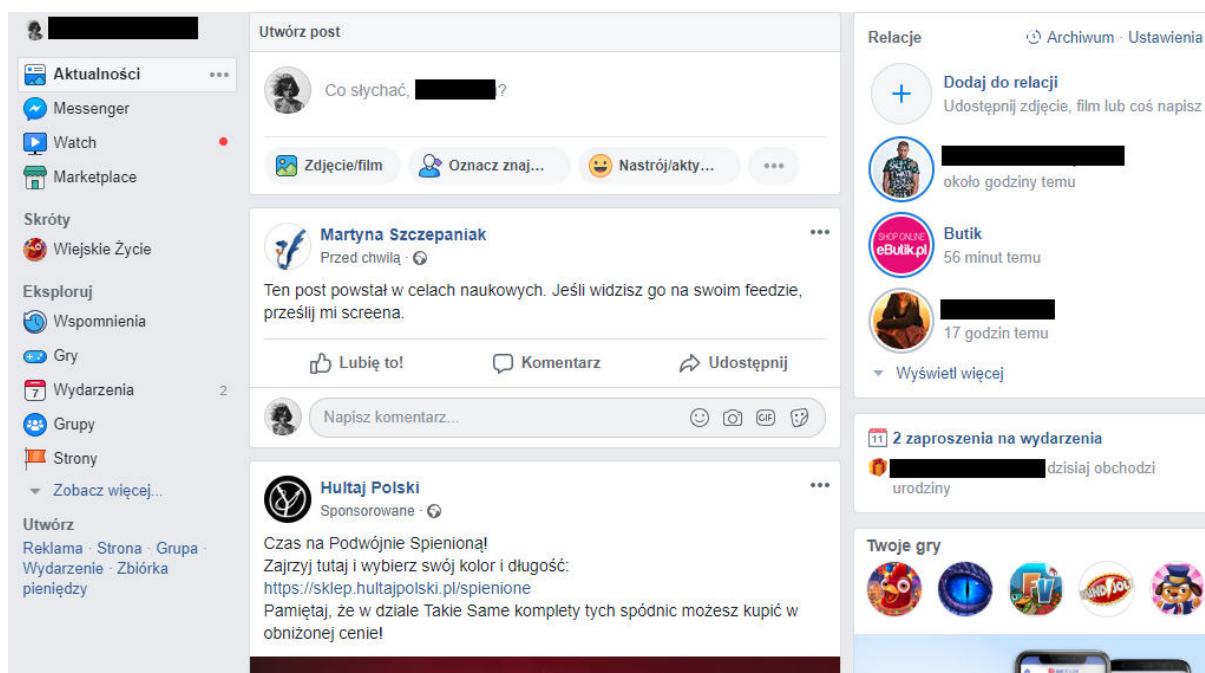 Aktualności
Messenger
Watch
Marketplace
Skróty
Wiejskie Życie
Eksploruj
Wspomnienia
Gry
7 Wydarzenia 2
Grupy
Strony
Zobacz więcej...
Utwórz
Reklama · Strona · Grupa ·
Wydarzenie · Zbiórka
pieniędzy
Utwórz post
Co słychać, ?
Zdjęcie/film Oznacz znaj... Nastrój/akty...
Martyna Szczepaniak
Przed chwilą ·
Ten post powstał w celach naukowych. Jeśli widzisz go na swoim feedzie,
prześlij mi screena.
Lubię to! Komentarz Udostępnij
Napisz komentarz... GIF
Hultaj Polski
Sponsorowane ·
Czas na Podwójnie Spienioną!
Zajrzyj tutaj i wybierz swój kolor i długość:
https://sklep.hultajpolski.pl/spienione
Pamiętaj, że w dziale Takie Same komplety tych spódnic możesz kupić w
obniżonej cenie!
Relacje Archiwum · Ustawienia
Dodaj do relacji
Udostępnij zdjęcie, film lub coś napisz
około godziny temu
SHOP ONLINE
eButik.pl
Butik
56 minut temu
17 godzin temu
Wyświetl więcej
11 2 zaproszenia na wydarzenia
dzisiaj obchodzi
urodziny
Twoje gry
FV